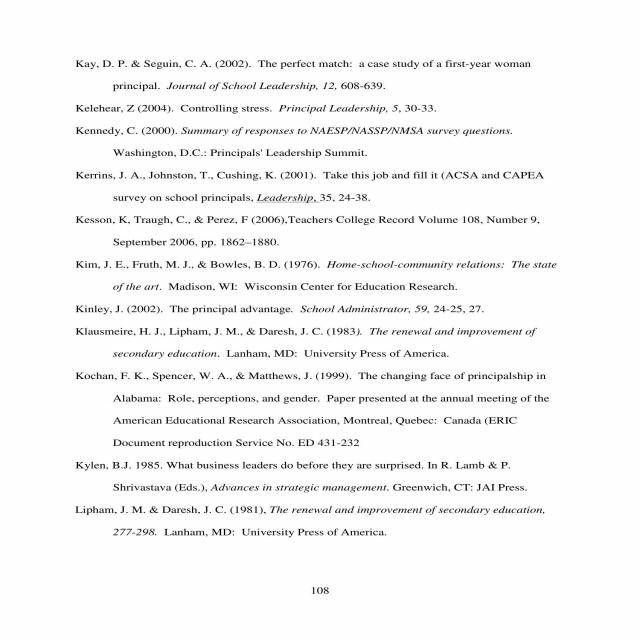 Kay, D. P. & Seguin, C. A. (2002).  The perfect match:  a case study of a first-year woman
principal.  Journal of School Leadership, 12, 608-639.
Kelehear, Z (2004).  Controlling stress.  Principal Leadership, 5, 30-33.
Kennedy, C. (2000). Summary of responses to NAESP/NASSP/NMSA survey questions.
Washington, D.C.: Principals' Leadership Summit.
Kerrins, J. A., Johnston, T., Cushing, K. (2001).  Take this job and fill it (ACSA and CAPEA
survey on school principals, Leadership, 35, 24-38.
Kesson, K, Traugh, C., & Perez, F (2006),Teachers College Record Volume 108, Number 9,
September 2006, pp. 1862–1880.
Kim, J. E., Fruth, M. J., & Bowles, B. D. (1976).  Home-school-community relations:  The state
of the art.  Madison, WI:  Wisconsin Center for Education Research.
Kinley, J. (2002).  The principal advantage.  School Administrator, 59, 24-25, 27.
Klausmeire, H. J., Lipham, J. M., & Daresh, J. C. (1983).  The renewal and improvement of
secondary education.  Lanham, MD:  University Press of America.
Kochan, F. K., Spencer, W. A., & Matthews, J. (1999).  The changing face of principalship in
Alabama:  Role, perceptions, and gender.  Paper presented at the annual meeting of the
American Educational Research Association, Montreal, Quebec:  Canada (ERIC
Document reproduction Service No. ED 431-232
Kylen, B.J. 1985. What business leaders do before they are surprised. In R. Lamb & P.
Shrivastava (Eds.), Advances in strategic management. Greenwich, CT: JAI Press.
Lipham, J. M. & Daresh, J. C. (1981), The renewal and improvement of secondary education,
277-298.  Lanham, MD:  University Press of America.
108